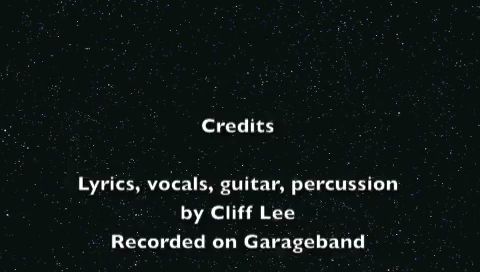 Credits
Lyrics, vocals, guitar, percussion
by Cliff Lee
Recorded on Garageband